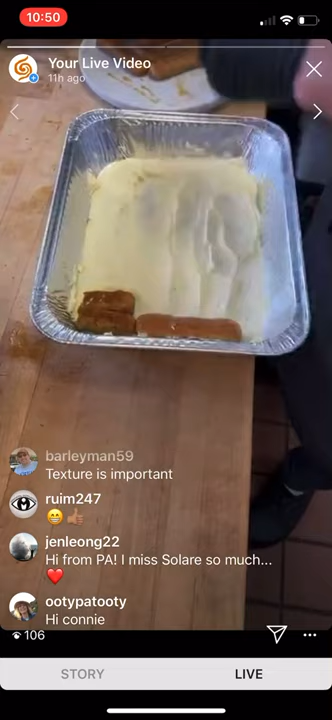 10:50
Your Live Video
11h ago
barleyman59
Texture is important
ruim247
😁👍🏽
jenleong22
Hi from PA! I miss Solare so much...
❤️
ootypatooty
Hi connie
106
STORY
LIVE